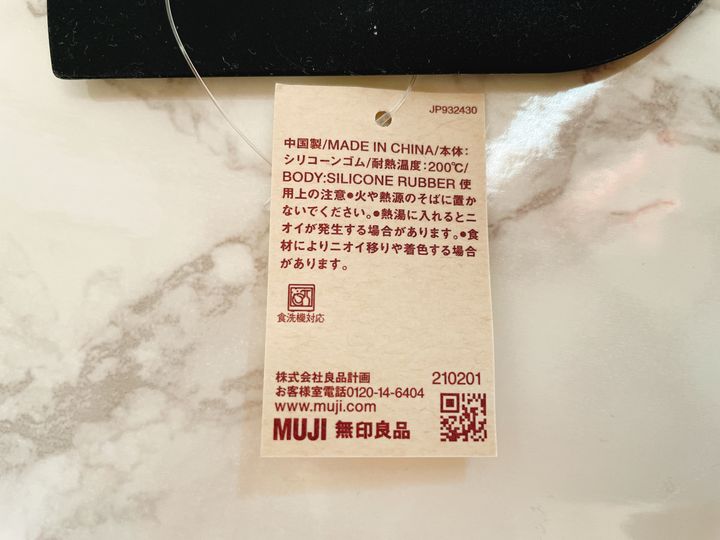 JP932430
中国製/MADE IN CHINA/本体:
シリコーンゴム/耐熱温度:200℃/
BODY:SILICONE RUBBER 使
用上の注意●火や熱源のそばに置か
ないでください。●熱湯に入れるとニ
オイが発生する場合があります。●食
材によりニオイ移りや着色する場合
があります。
食洗機対応
株式会社良品計画
210201
お客様室電話0120-14-6404
www.muji.com
MUJI 無印良品